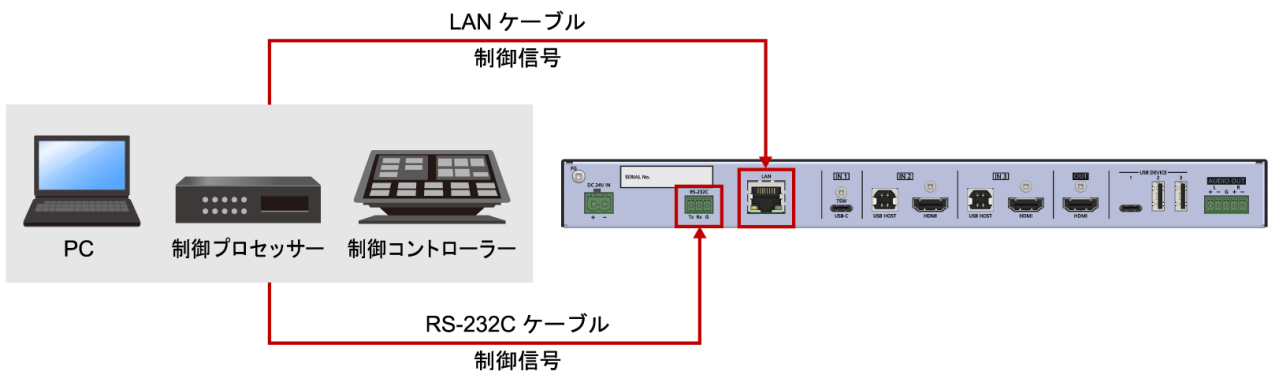 LAN ケーブル
制御信号
PC
制御プロセッサー
制御コントローラー
FG
DC 24V IN
+ −
SERIAL No.
RS-232C
Tx Rx G
LAN
IN 1
75W
USB-C
IN 2
USB HOST
HDMI
IN 3
USB HOST
HDMI
OUT
HDMI
USB DEVICE
1 2 3
AUDIO OUT
L R
+ − G + −
RS-232C ケーブル
制御信号